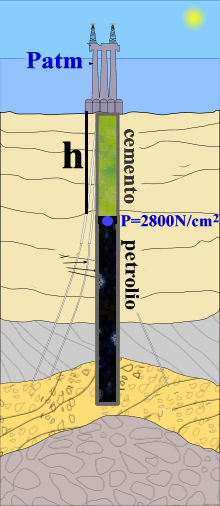 Patm
h
cemento
P=2800N/cm²
petrolio